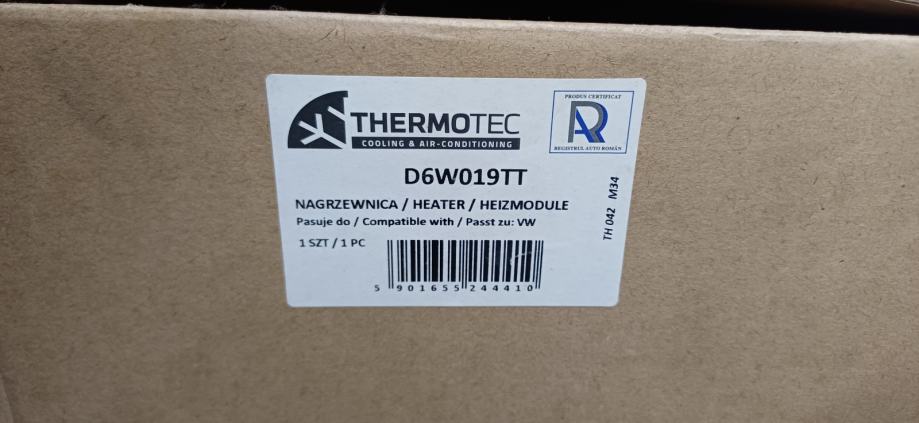 THERMOTEC
COOLING & AIR-CONDITIONING
PRODUS CERTIFICAT
RAR
REGISTRUL AUTO ROMÂN
D6W019TT
NAGRZEWNICA / HEATER / HEIZMODULE
Pasuje do / Compatible with / Passt zu: VW
1 SZT / 1 PC
TH 042 M34
5 901655 244410